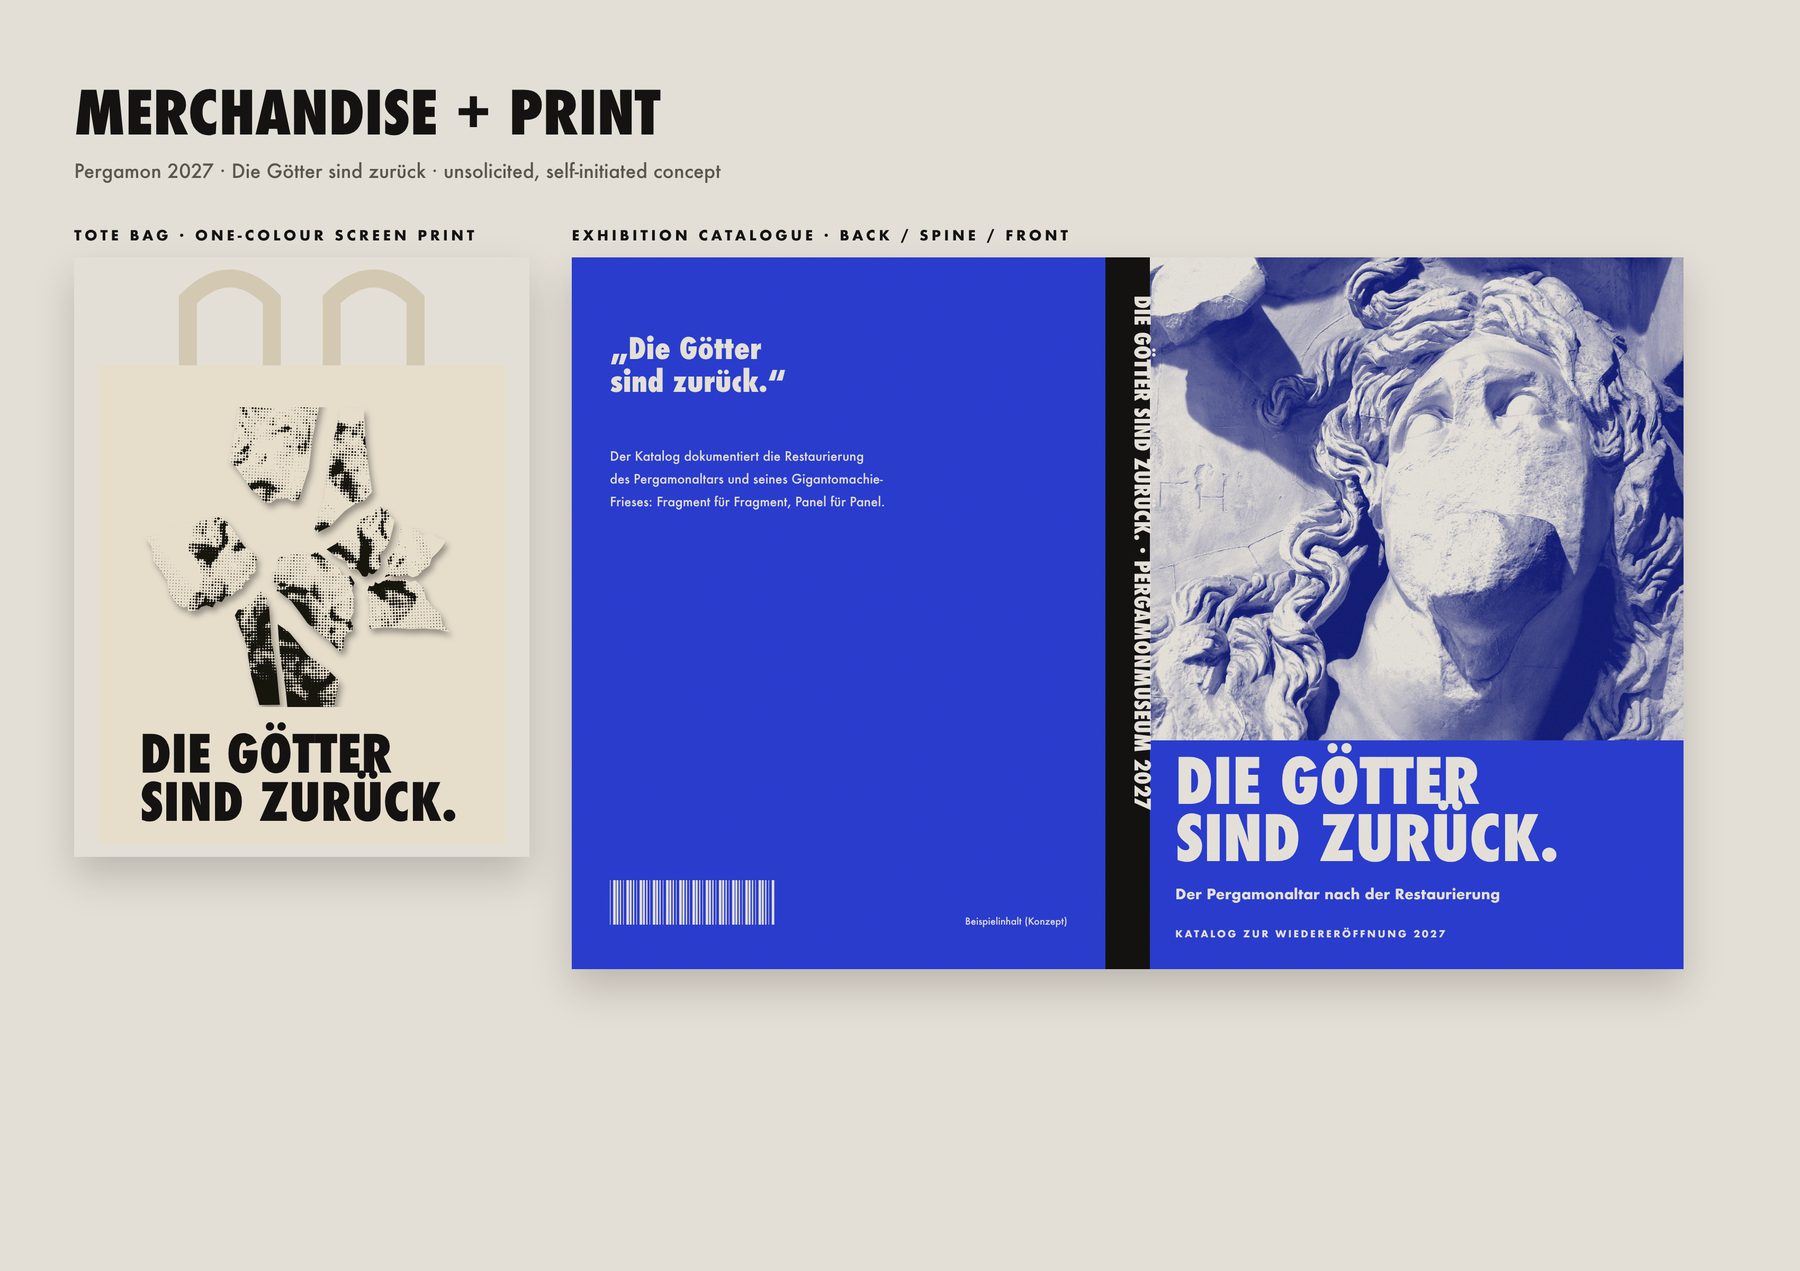 MERCHANDISE + PRINT
Pergamon 2027 · Die Götter sind zurück · unsolicited, self-initiated concept
TOTE BAG · ONE-COLOUR SCREEN PRINT
DIE GÖTTER
SIND ZURÜCK.
EXHIBITION CATALOGUE · BACK / SPINE / FRONT
„Die Götter
sind zurück.“
Der Katalog dokumentiert die Restaurierung
des Pergamonaltars und seines Gigantomachie-
Frieses: Fragment für Fragment, Panel für Panel.
Beispielinhalt (Konzept)
DIE GÖTTER SIND ZURÜCK. • PERGAMONMUSEUM 2027
DIE GÖTTER
SIND ZURÜCK.
Der Pergamonaltar nach der Restaurierung
KATALOG ZUR WIEDERERÖFFNUNG 2027